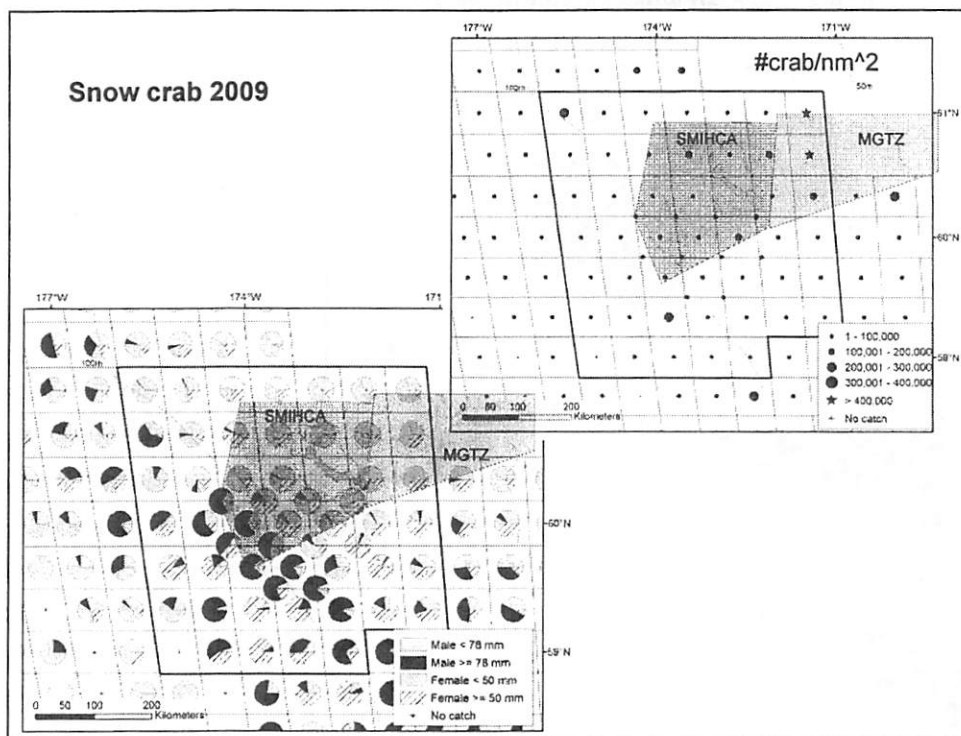 Snow crab 2009
177°W
174°W
171°W
#crab/nm^2
100m
50m
61°N
SMIHCA
MGTZ
60°N
59°N
1 - 100,000
100,001 - 200,000
200,001 - 300,000
300,001 - 400,000
> 400,000
No catch
0 50 100 200
Kilometers
177°W
174°W
171
100m
SMIHCA
MGTZ
60°N
59°N
Male < 78 mm
Male >= 78 mm
Female < 50 mm
Female >= 50 mm
No catch
0 50 100 200
Kilometers